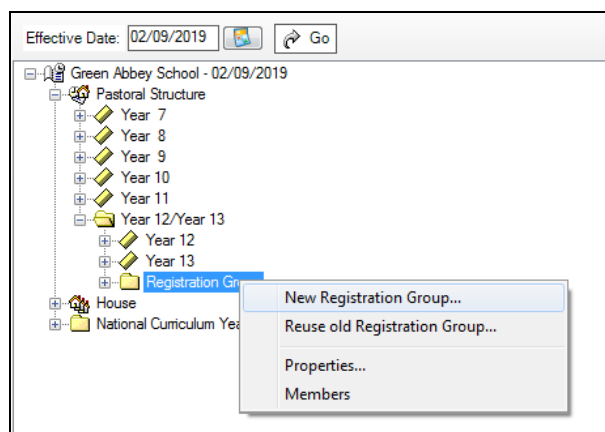 Effective Date: 02/09/2019 Go
Green Abbey School - 02/09/2019
Pastoral Structure
Year 7
Year 8
Year 9
Year 10
Year 11
Year 12/Year 13
Year 12
Year 13
Registration
New Registration Group...
House
Reuse old Registration Group...
National Curriculum
Properties...
Members